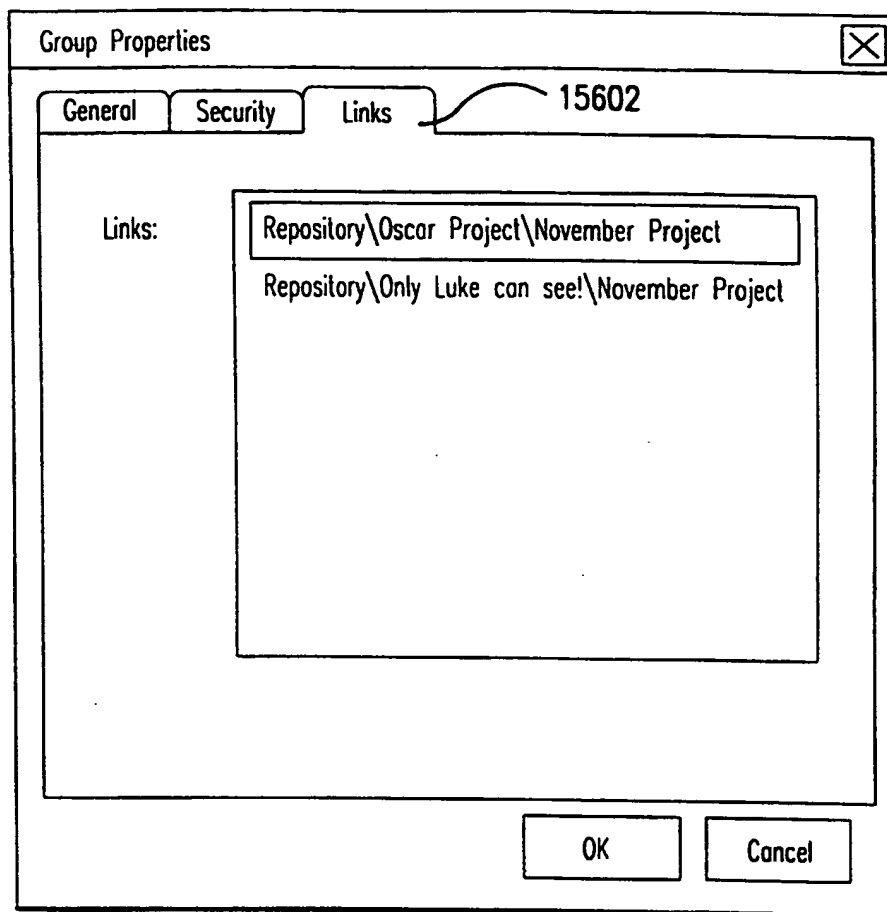 Group Properties
General Security Links 15602
Links:
Repository\Oscar Project\November Project
Repository\Only Luke can see!\November Project
OK Cancel